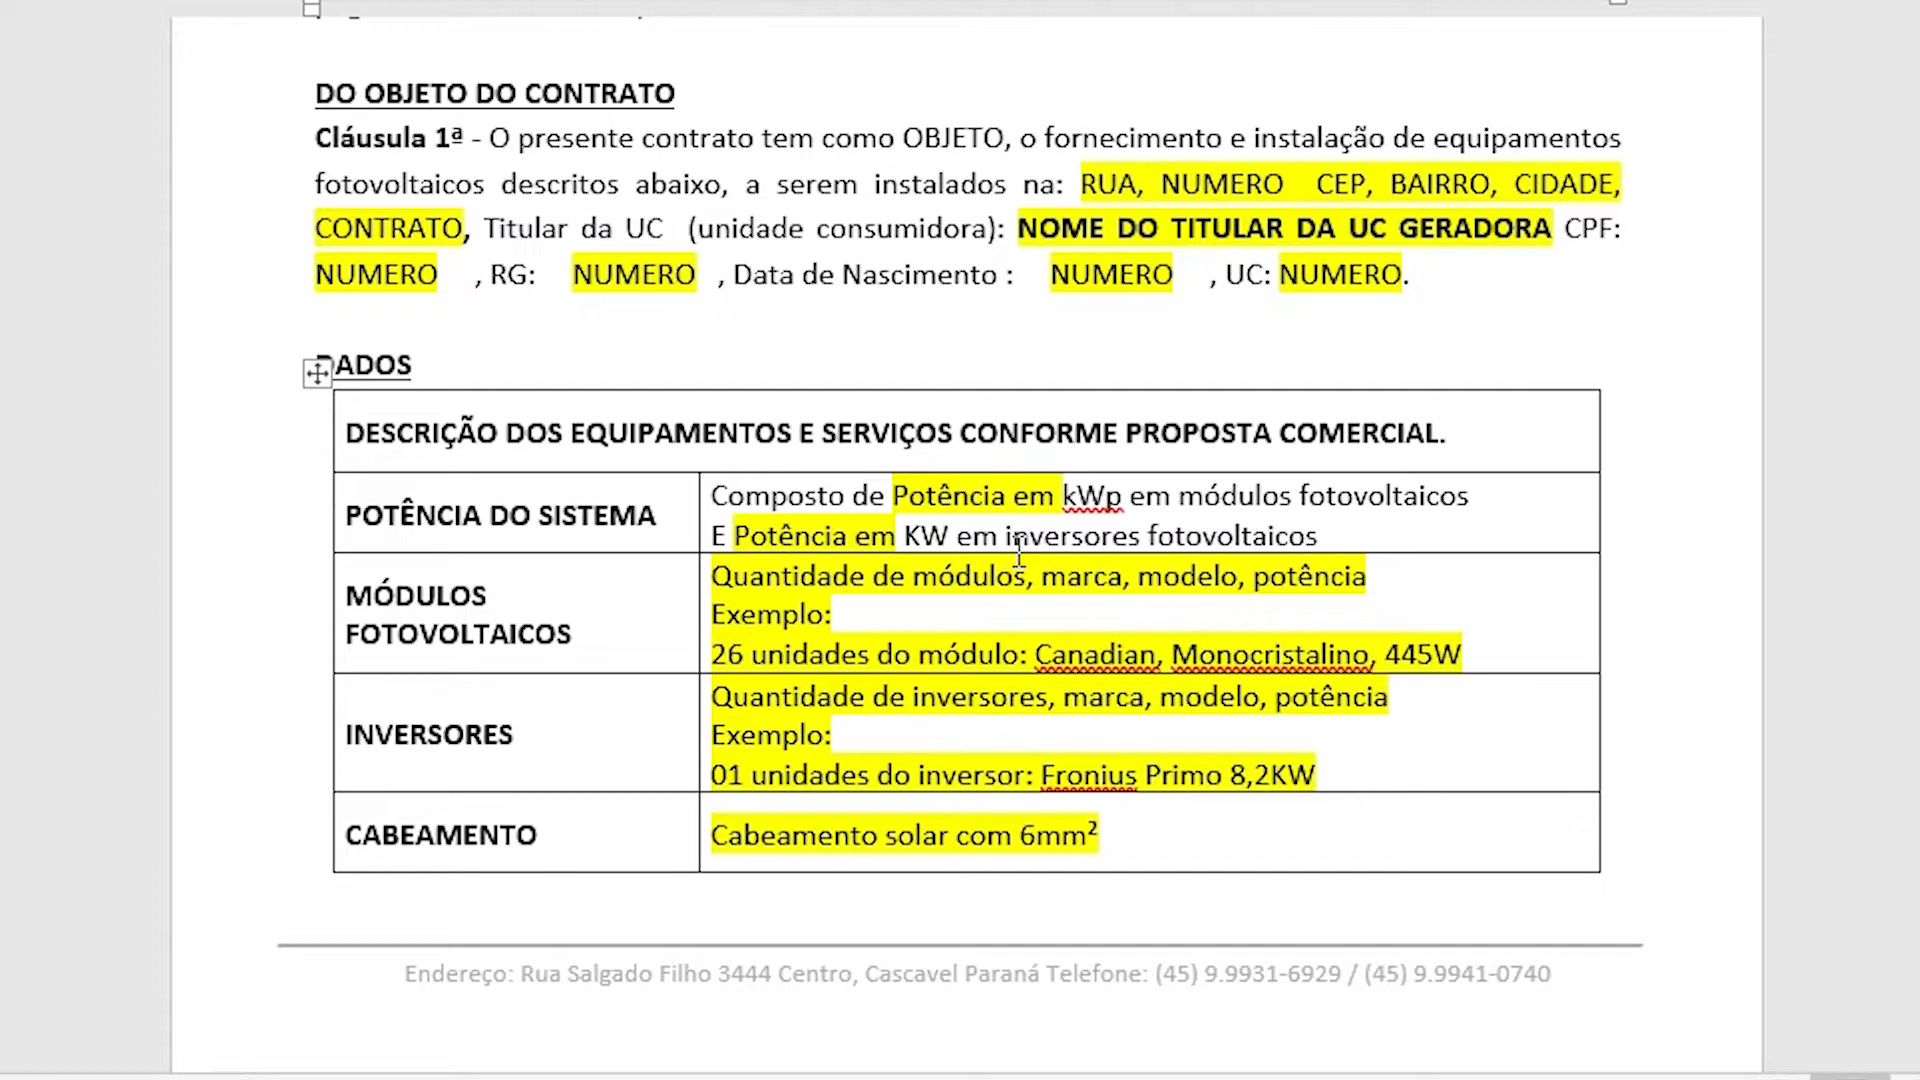 DO OBJETO DO CONTRATO
Cláusula 1ª - O presente contrato tem como OBJETO, o fornecimento e instalação de equipamentos
fotovoltaicos descritos abaixo, a serem instalados na: RUA, NUMERO CEP, BAIRRO, CIDADE,
CONTRATO, Titular da UC (unidade consumidora): NOME DO TITULAR DA UC GERADORA CPF:
NUMERO , RG: NUMERO , Data de Nascimento : NUMERO , UC: NUMERO.
DADOS
DESCRIÇÃO DOS EQUIPAMENTOS E SERVIÇOS CONFORME PROPOSTA COMERCIAL.
POTÊNCIA DO SISTEMA
Composto de Potência em kWp em módulos fotovoltaicos
E Potência em KW em inversores fotovoltaicos
MÓDULOS
FOTOVOLTAICOS
Quantidade de módulos, marca, modelo, potência
Exemplo:
26 unidades do módulo: Canadian, Monocristalino, 445W
INVERSORES
Quantidade de inversores, marca, modelo, potência
Exemplo:
01 unidades do inversor: Fronius Primo 8,2KW
CABEAMENTO
Cabeamento solar com 6mm²
Endereço: Rua Salgado Filho 3444 Centro, Cascavel Paraná Telefone: (45) 9.9931-6929 / (45) 9.9941-0740